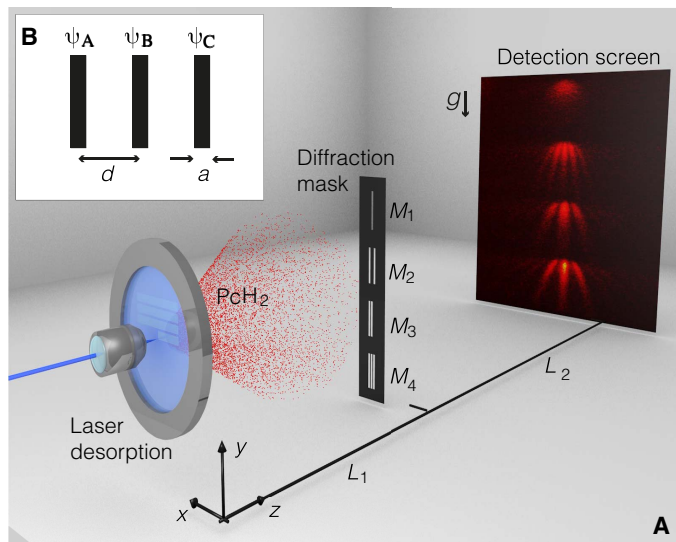 B
ψA
ψB
ψC
d
a
Detection screen
g
Diffraction
mask
M1
M2
M3
M4
PcH2
Laser
desorption
L2
L1
y
x
z
A